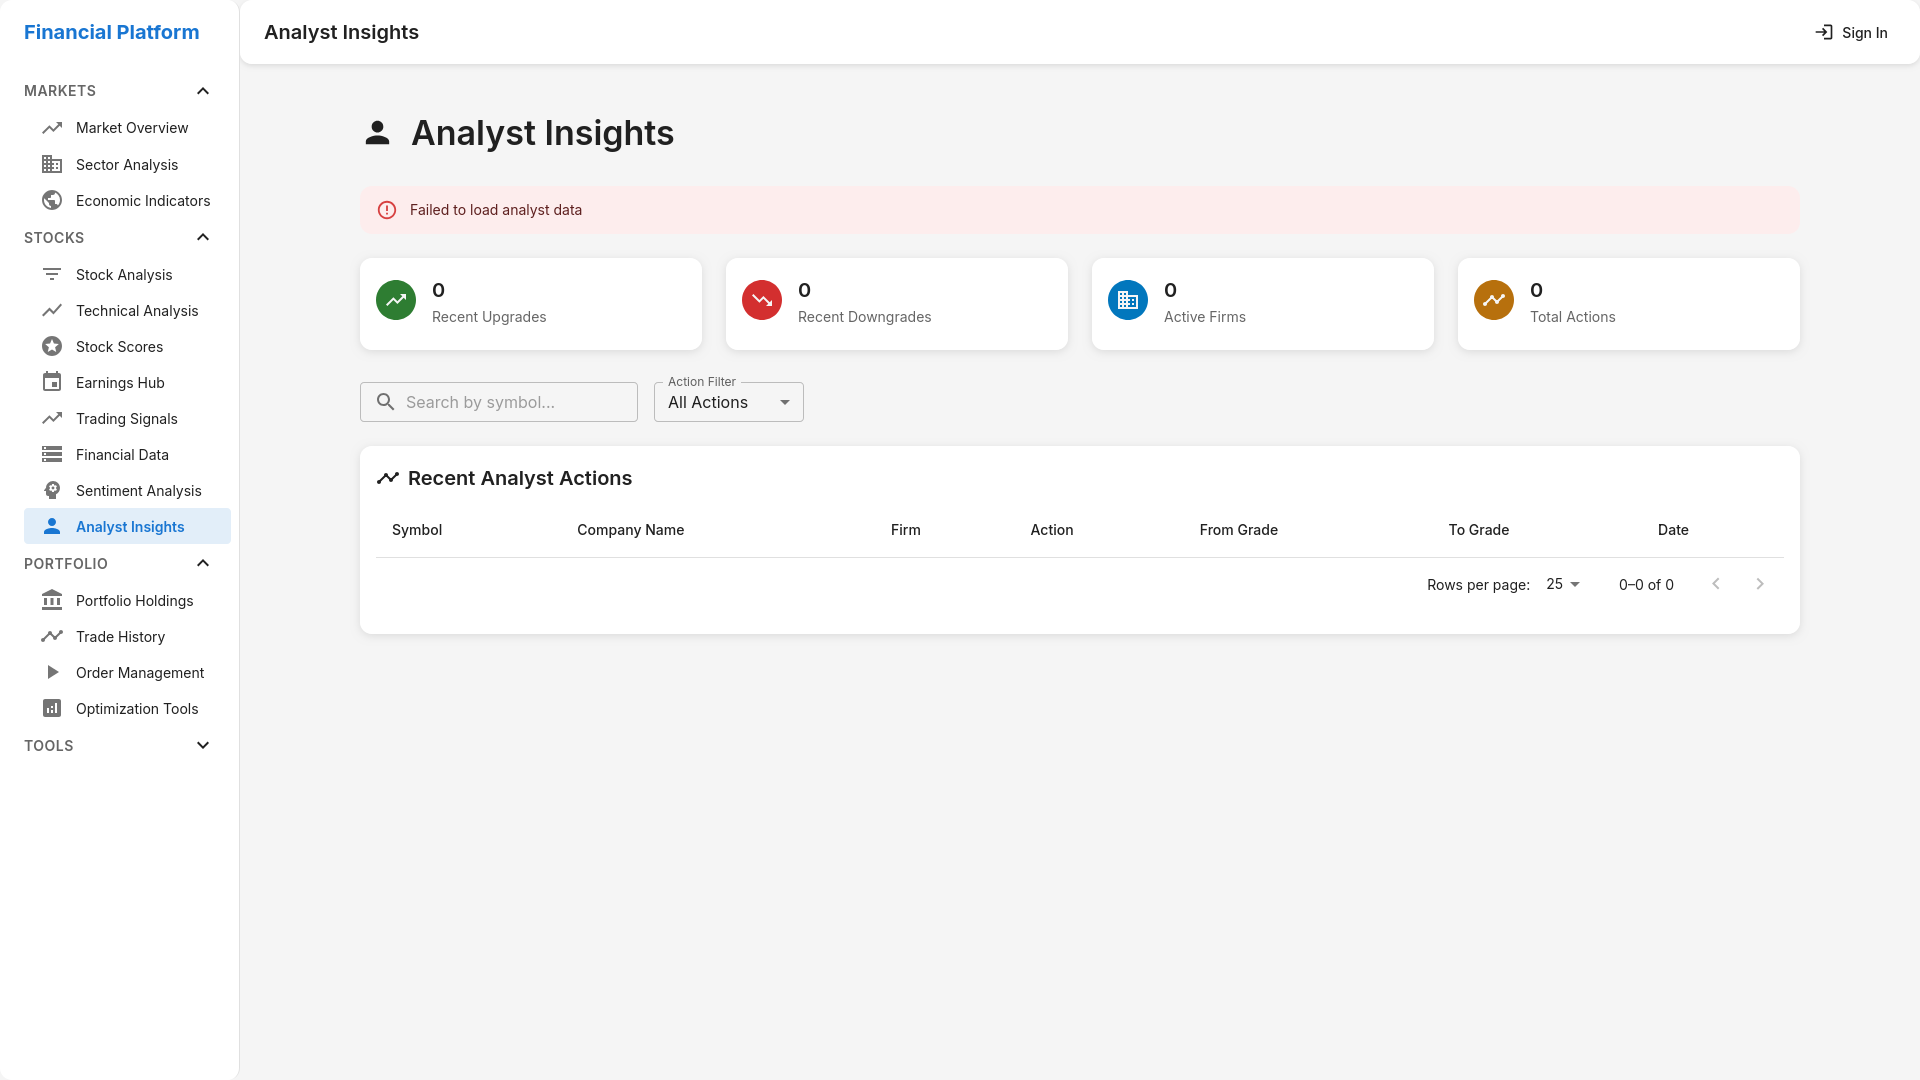 Financial Platform
Analyst Insights
Sign In
MARKETS
Market Overview
Sector Analysis
Economic Indicators
STOCKS
Stock Analysis
Technical Analysis
Stock Scores
Earnings Hub
Trading Signals
Financial Data
Sentiment Analysis
Analyst Insights
PORTFOLIO
Portfolio Holdings
Trade History
Order Management
Optimization Tools
TOOLS
Analyst Insights
Failed to load analyst data
0
Recent Upgrades
0
Recent Downgrades
0
Active Firms
0
Total Actions
Search by symbol...
Action Filter
All Actions
Recent Analyst Actions
Symbol Company Name Firm Action From Grade To Grade Date
Rows per page: 25 0–0 of 0